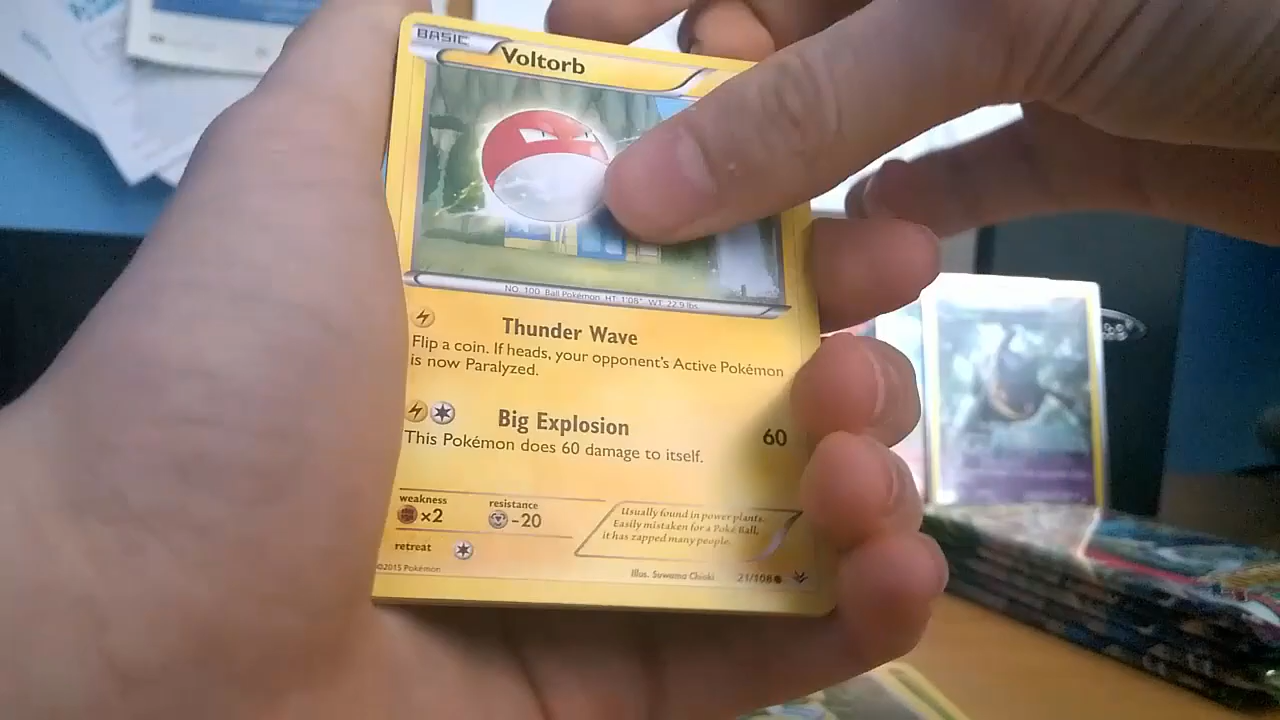 BASIC
Voltorb
NO. 100 Ball Pokémon HT: 1'08" WT: 22.9 lbs.
Thunder Wave
Flip a coin. If heads, your opponent's Active Pokémon
is now Paralyzed.
Big Explosion 60
This Pokémon does 60 damage to itself.
weakness resistance
×2 -20
retreat
Usually found in power plants.
Easily mistaken for a Poké Ball,
it has zapped many people.
©2015 Pokémon
Illus. Suwama Chiaki 21/108